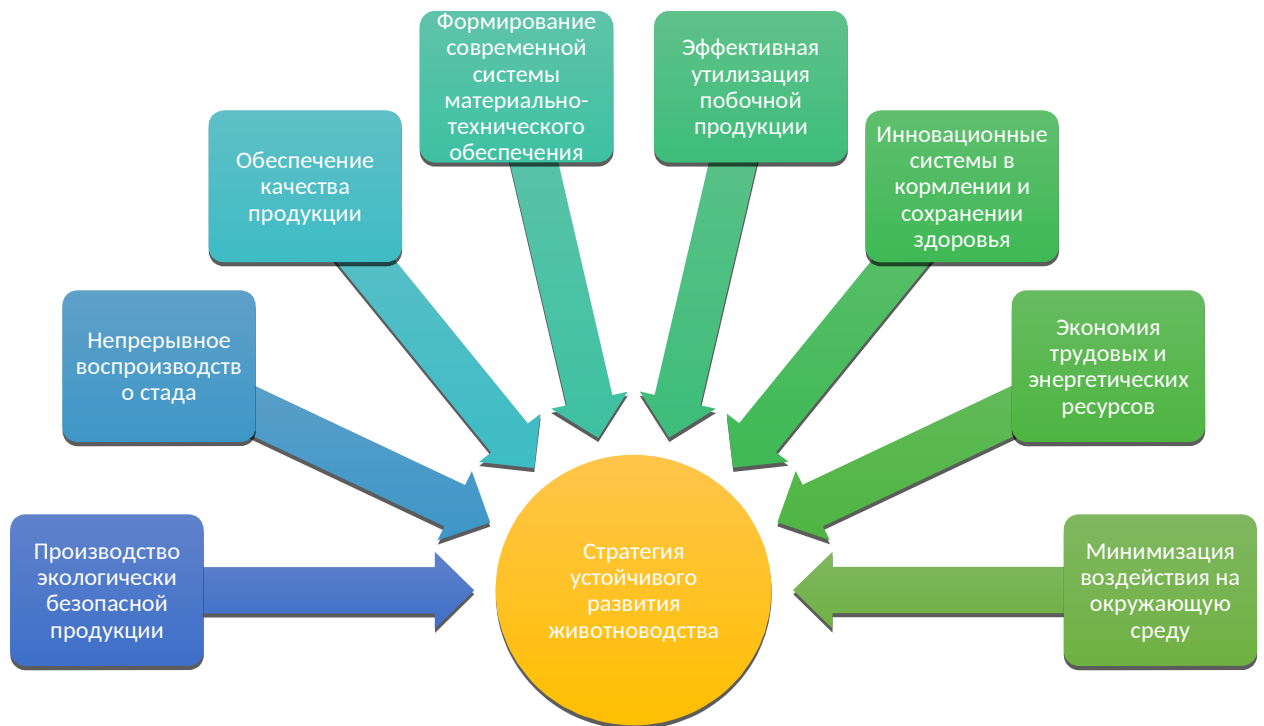 Формирование
современной
системы
материально-
технического
обеспечения
Эффективная
утилизация
побочной
продукции
Обеспечение
качества
продукции
Инновационные
системы в
кормлении и
сохранении
здоровья
Непрерывное
воспроизводств
о стада
Экономия
трудовых и
энергетических
ресурсов
Производство
экологически
безопасной
продукции
Стратегия
устойчивого
развития
животноводства
Минимизация
воздействия на
окружающую
среду